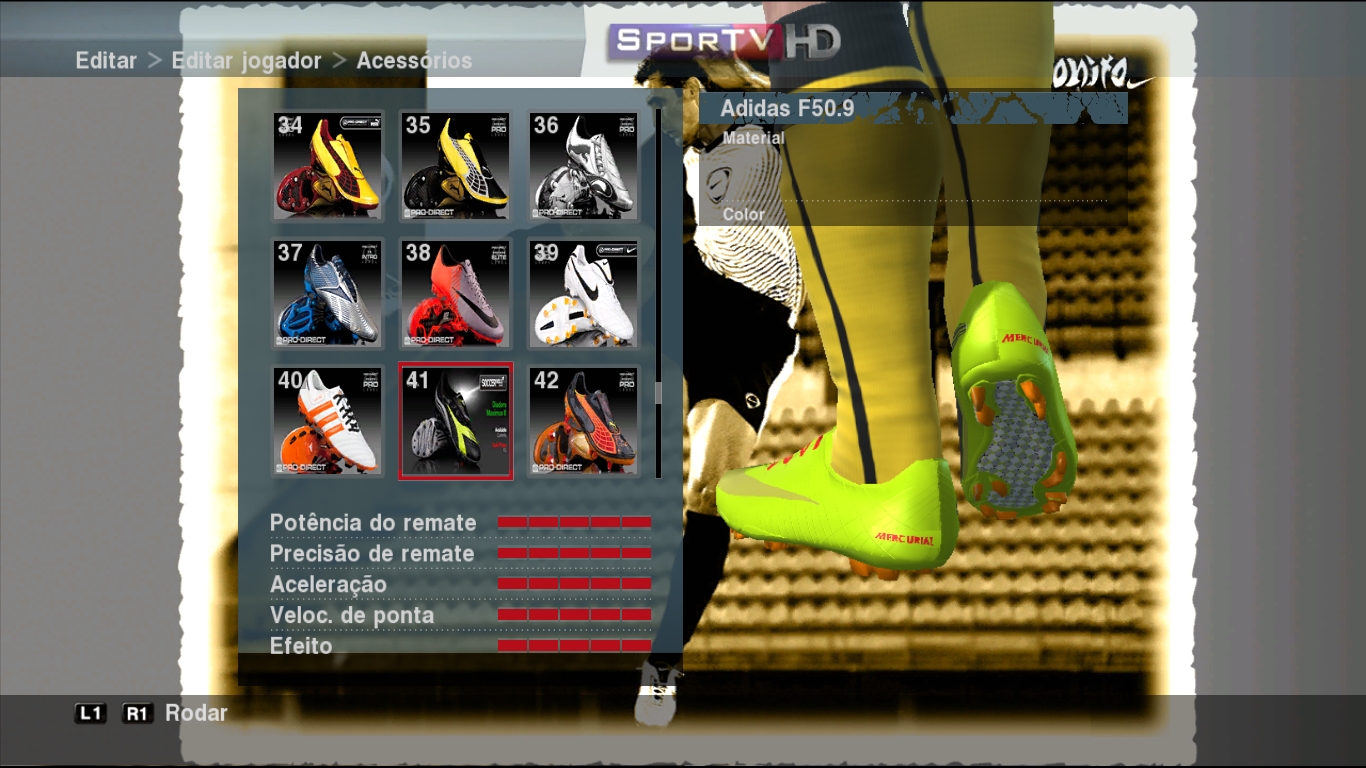 SPORTV HD
Editar > Editar jogador > Acessórios
onito
Adidas F50.9
Material
Color
34
35
36
PRO-DIRECT
PRO-DIRECT
37
38
39
PRO-DIRECT
PRO-DIRECT
40
41
42
PRO-DIRECT
PRO-DIRECT
MERCURIAL
MERCURIAL
Potência do remate
Precisão de remate
Aceleração
Veloc. de ponta
Efeito
L1 R1 Rodar